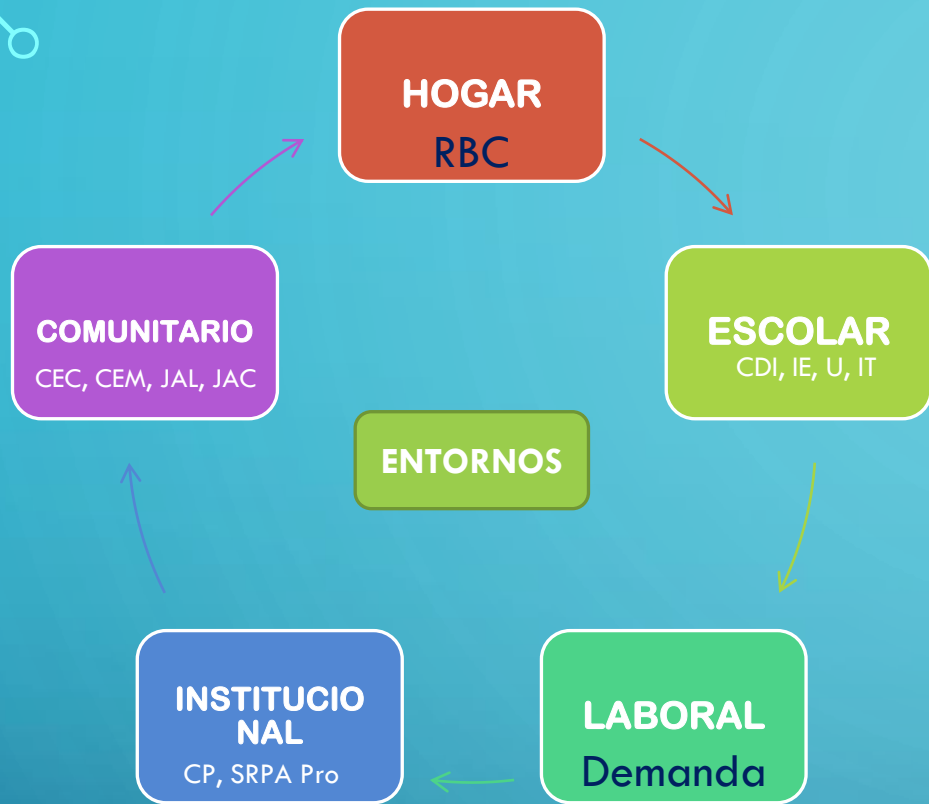 HOGAR
RBC
COMUNITARIO
CEC, CEM, JAL, JAC
ESCOLAR
CDI, IE, U, IT
ENTORNOS
INSTITUCIO
NAL
CP, SRPA Pro
LABORAL
Demanda